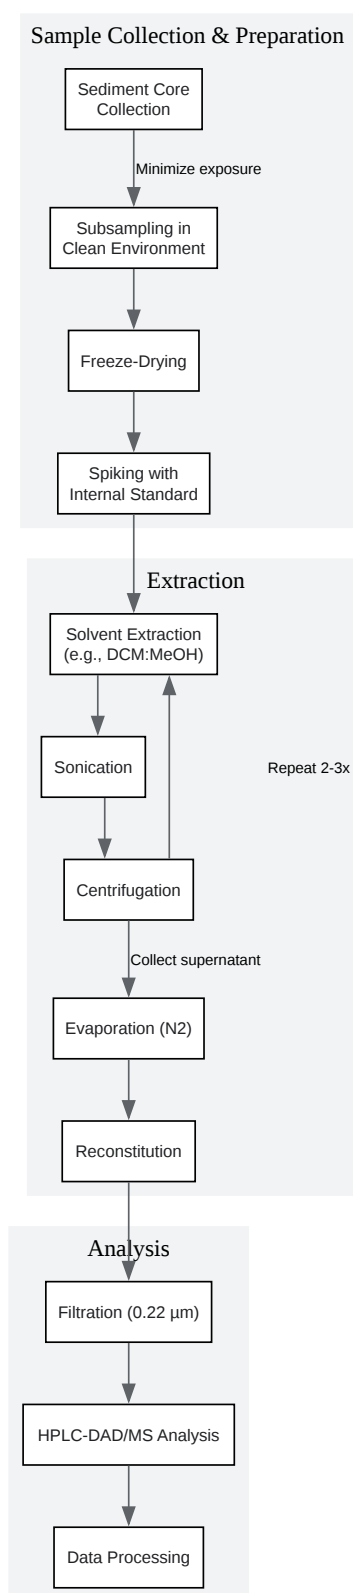 Sample Collection & Preparation
Sediment Core
Collection
Minimize exposure
Subsampling in
Clean Environment
Freeze-Drying
Spiking with
Internal Standard
Extraction
Solvent Extraction
(e.g., DCM:MeOH)
Sonication
Repeat 2-3x
Centrifugation
Collect supernatant
Evaporation (N2)
Reconstitution
Analysis
Filtration (0.22 µm)
HPLC-DAD/MS Analysis
Data Processing